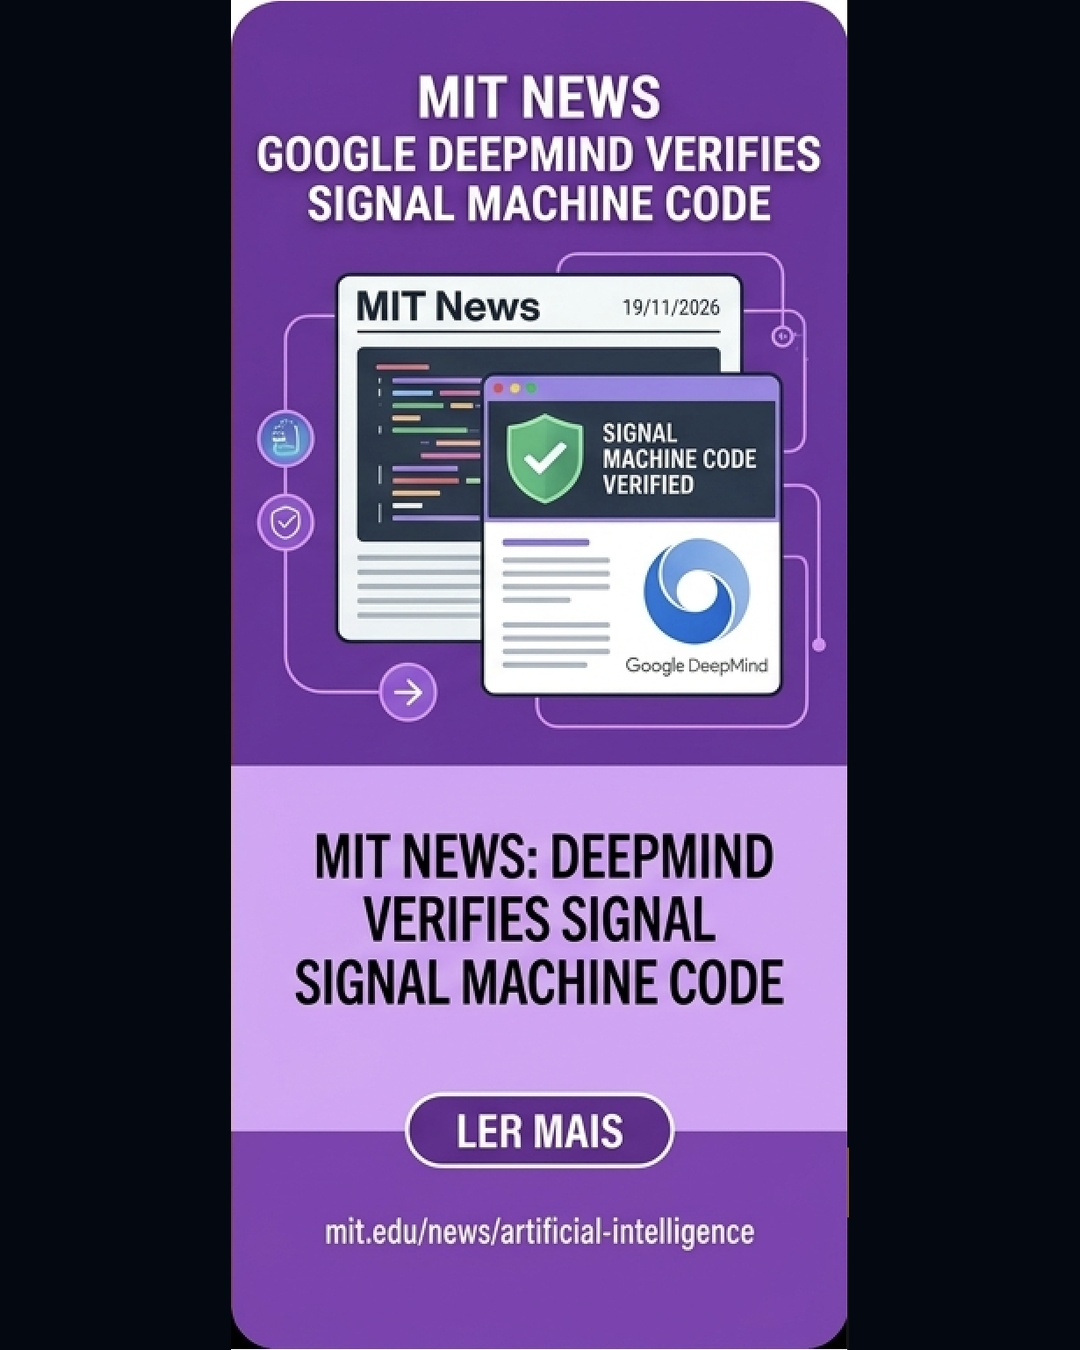 MIT NEWS
GOOGLE DEEPMIND VERIFIES
SIGNAL MACHINE CODE
MIT News
19/11/2026
SIGNAL
MACHINE CODE
VERIFIED
Google DeepMind
MIT NEWS: DEEPMIND
VERIFIES SIGNAL
SIGNAL MACHINE CODE
LER MAIS
mit.edu/news/artificial-intelligence